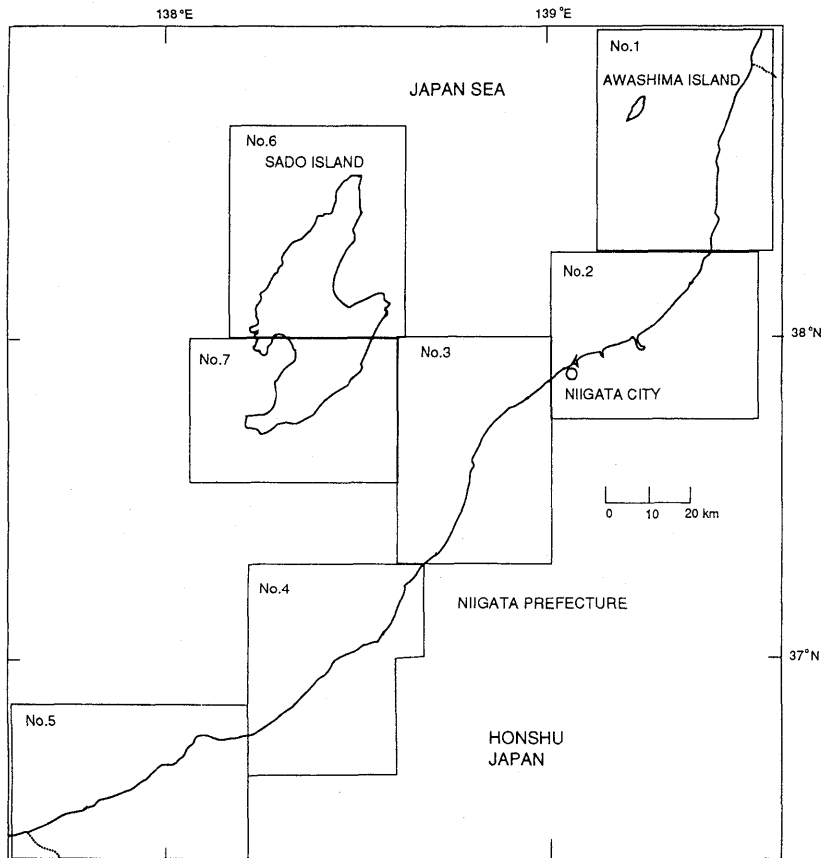 138°E
139°E
No.1
AWASHIMA ISLAND
JAPAN SEA
No.6
SADO ISLAND
No.2
38°N
No.7
No.3
NIIGATA CITY
0 10 20 km
No.4
NIIGATA PREFECTURE
37°N
No.5
HONSHU
JAPAN